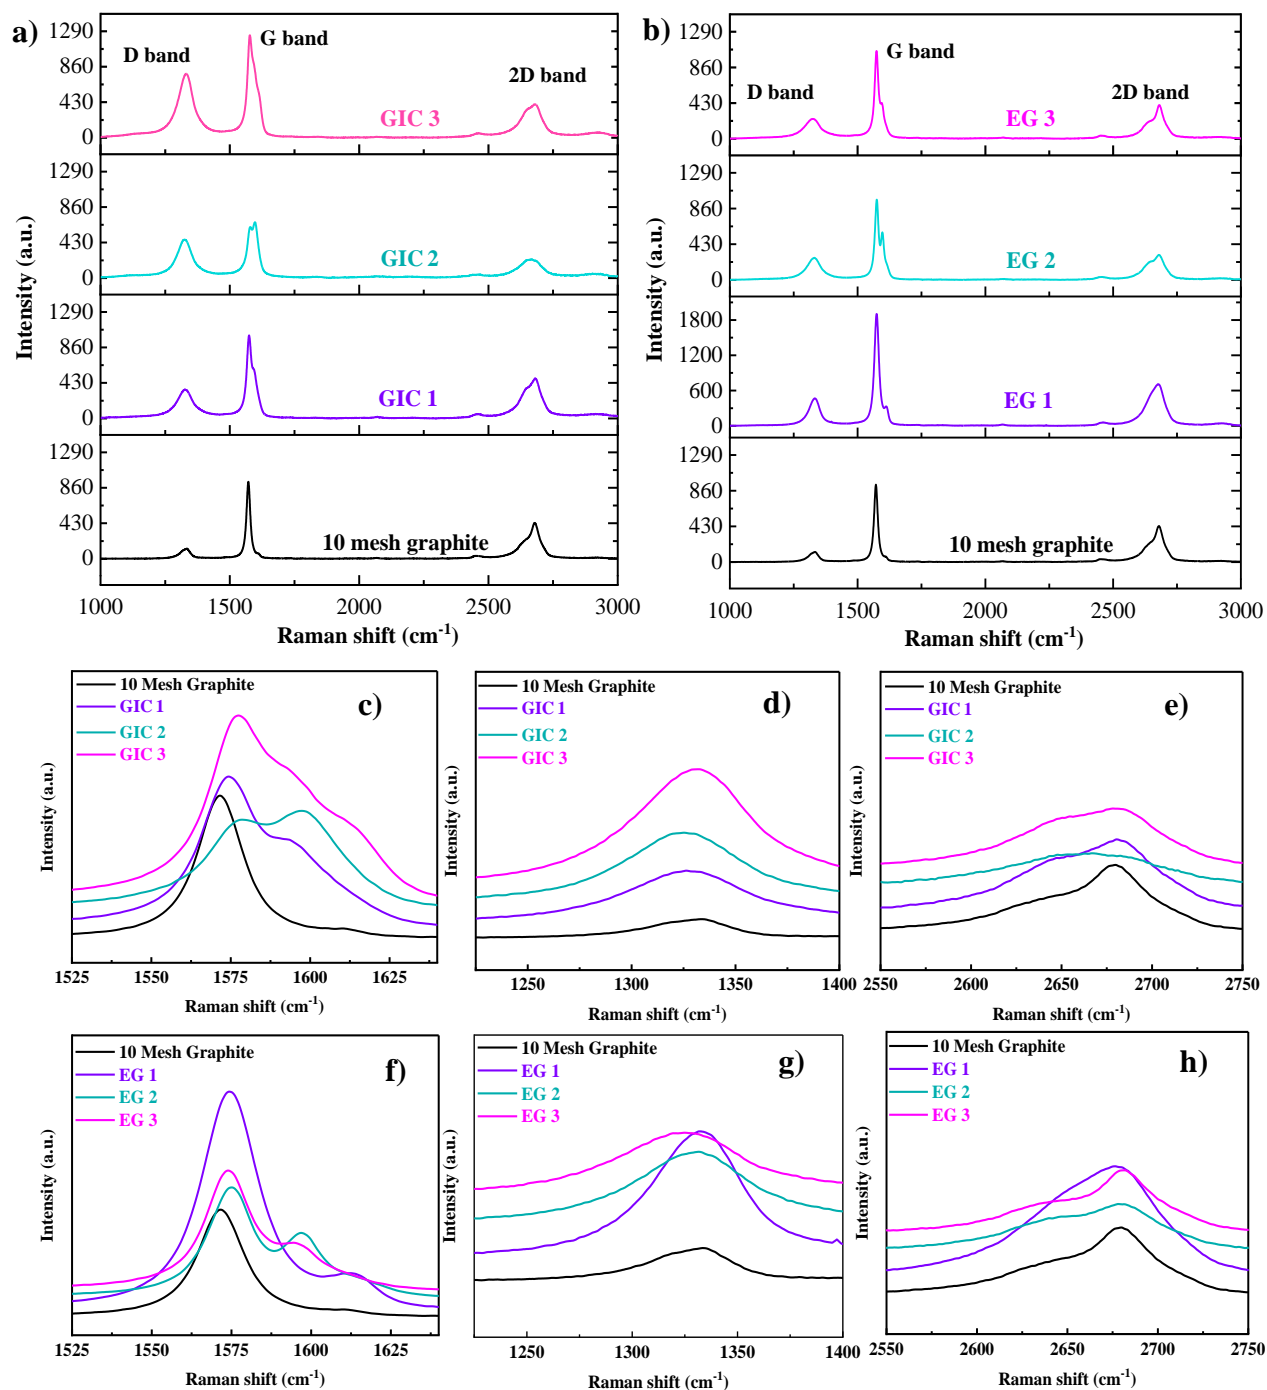 a)
1290
860
430
0
D band
G band
2D band
GIC 3
1290
860
430
0
GIC 2
1290
860
430
0
GIC 1
1290
860
430
0
10 mesh graphite
1000 1500 2000 2500 3000
Raman shift (cm-1)
Intensity (a.u.)
b)
1290
860
430
0
D band
G band
2D band
EG 3
1290
860
430
0
EG 2
1800
1200
600
0
EG 1
1290
860
430
0
10 mesh graphite
1000 1500 2000 2500 3000
Raman shift (cm-1)
Intensity (a.u.)
c)
10 Mesh Graphite
GIC 1
GIC 2
GIC 3
Intensity (a.u.)
1525 1550 1575 1600 1625
Raman shift (cm-1)
d)
10 Mesh Graphite
GIC 1
GIC 2
GIC 3
Intensity (a.u.)
1250 1300 1350 1400
Raman shift (cm-1)
e)
10 Mesh Graphite
GIC 1
GIC 2
GIC 3
Intensity (a.u.)
2550 2600 2650 2700 2750
Raman shift (cm-1)
f)
10 Mesh Graphite
EG 1
EG 2
EG 3
Intensity (a.u.)
1525 1550 1575 1600 1625
Raman shift (cm-1)
g)
10 Mesh Graphite
EG 1
EG 2
EG 3
Intensity (a.u.)
1250 1300 1350 1400
Raman shift (cm-1)
h)
10 Mesh Graphite
EG 1
EG 2
EG 3
Intensity (a.u.)
2550 2600 2650 2700 2750
Raman shift (cm-1)